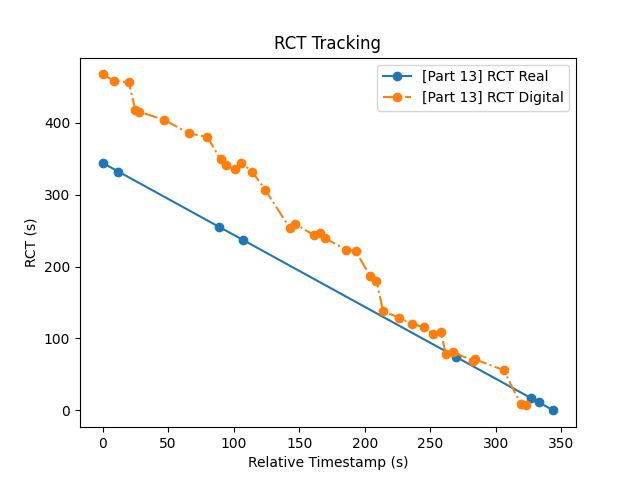 RCT Tracking
[Part 13] RCT Real
[Part 13] RCT Digital
RCT (s)
400
300
200
100
0
0 50 100 150 200 250 300 350
Relative Timestamp (s)